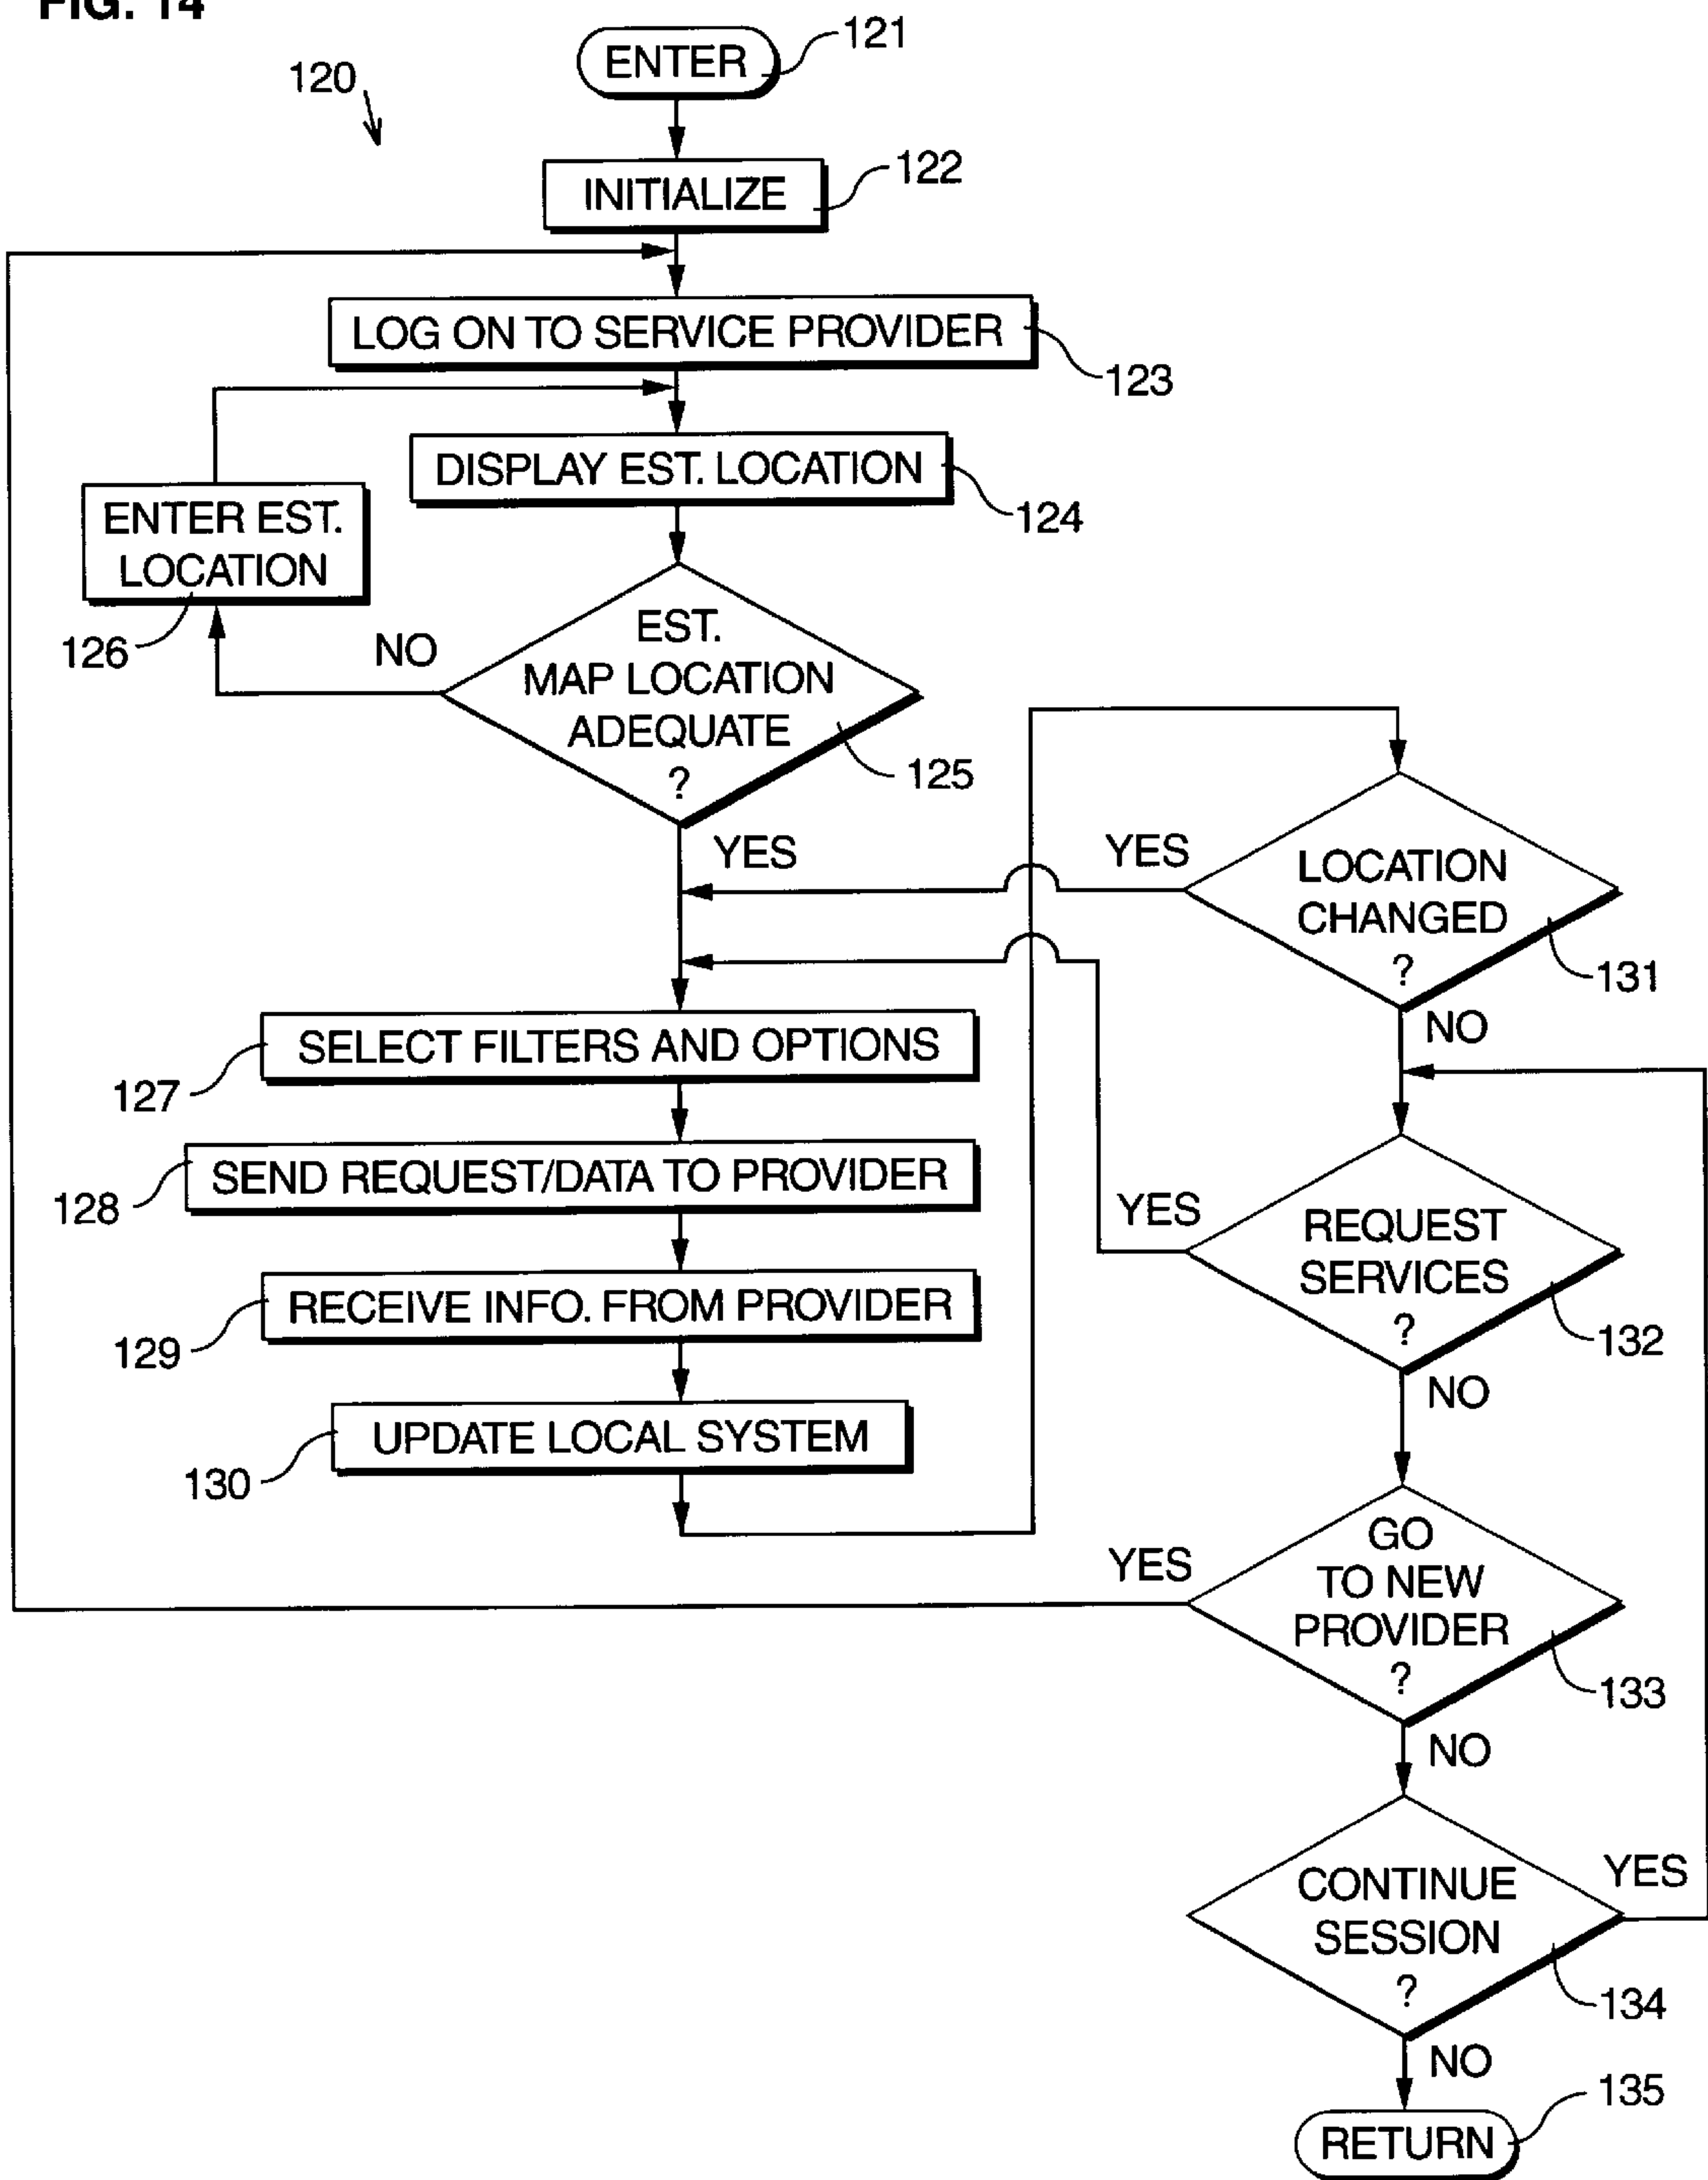 FIG. 14
120
ENTER
121
INITIALIZE
122
LOG ON TO SERVICE PROVIDER
123
DISPLAY EST. LOCATION
124
ENTER EST.
LOCATION
126
NO
EST.
MAP LOCATION
ADEQUATE
?
125
YES
YES
LOCATION
CHANGED
?
131
NO
SELECT FILTERS AND OPTIONS
127
SEND REQUEST/DATA TO PROVIDER
128
YES
REQUEST
SERVICES
?
132
NO
RECEIVE INFO. FROM PROVIDER
129
UPDATE LOCAL SYSTEM
130
YES
GO
TO NEW
PROVIDER
?
133
NO
CONTINUE
SESSION
?
YES
134
NO
RETURN
135